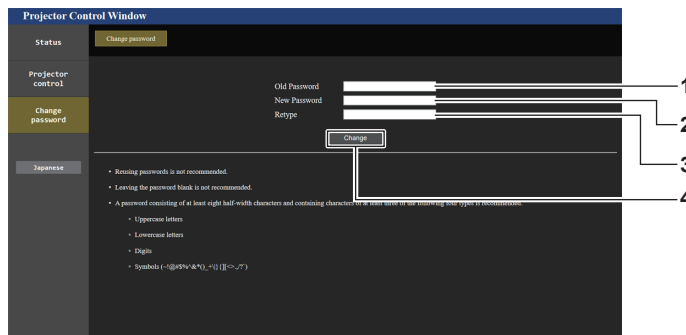 Projector Control Window
Status
Change password
Projector
control
Change
password
Japanese
Old Password
New Password
Retype
Change
• Reusing passwords is not recommended.
• Leaving the password blank is not recommended.
• A password consisting of at least eight half-width characters and containing characters of at least three of the following four types is recommended.
• Uppercase letters
• Lowercase letters
• Digits
• Symbols (~!@#$%^&*()_+\{}[]<>.,/?`)
1
2
3
4